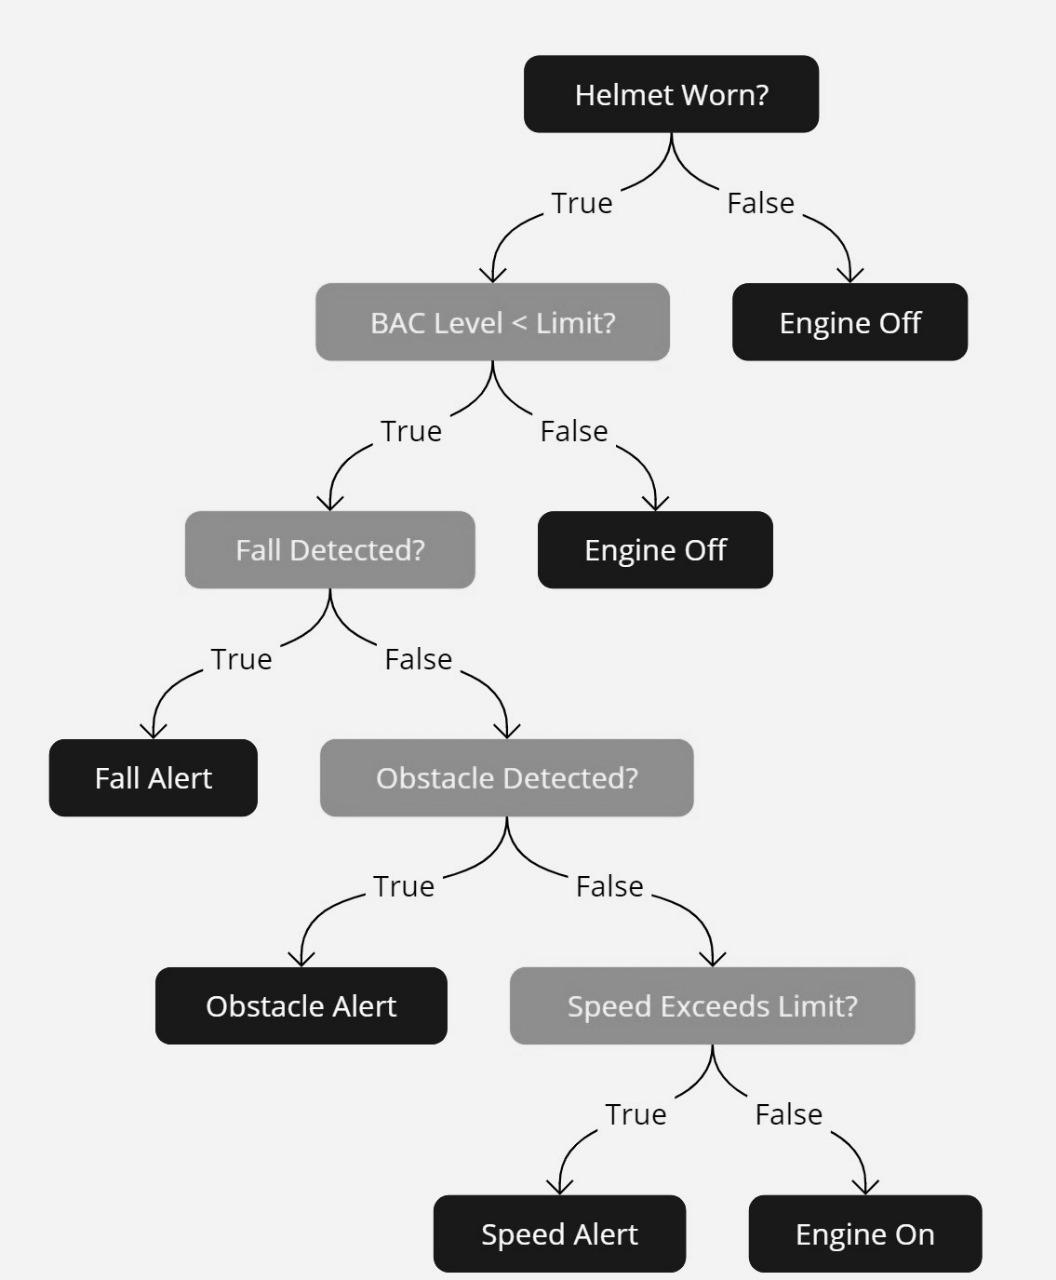 Helmet Worn?
True
False
BAC Level < Limit?
Engine Off
True
False
Fall Detected?
Engine Off
True
False
Fall Alert
Obstacle Detected?
True
False
Obstacle Alert
Speed Exceeds Limit?
True
False
Speed Alert
Engine On